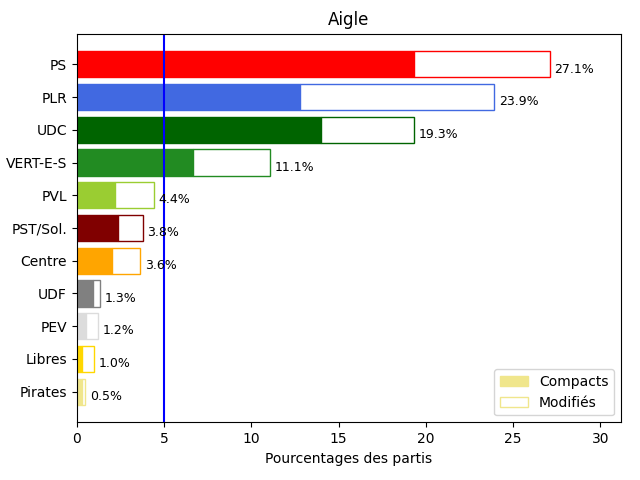 Aigle
PS 27.1%
PLR 23.9%
UDC 19.3%
VERT-E-S 11.1%
PVL 4.4%
PST/Sol. 3.8%
Centre 3.6%
UDF 1.3%
PEV 1.2%
Libres 1.0%
Pirates 0.5%
Compacts
Modifiés
0 5 10 15 20 25 30
Pourcentages des partis